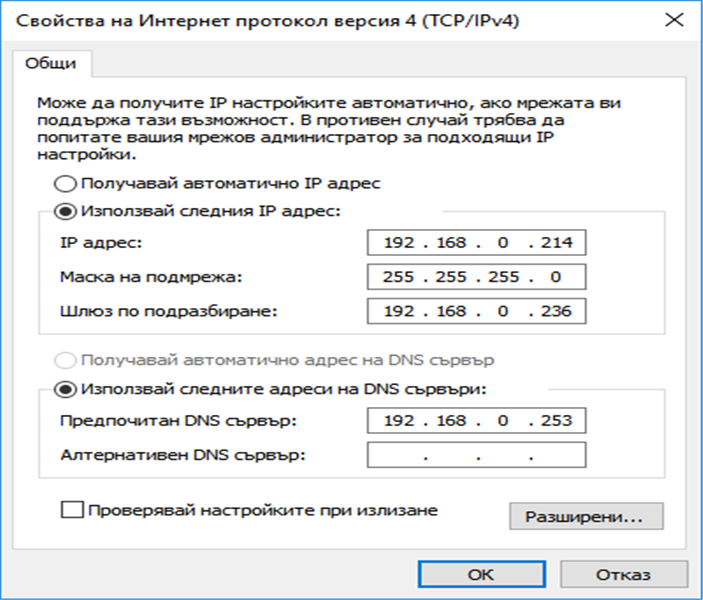 Свойства на Интернет протокол версия 4 (TCP/IPv4)
Общи
Може да получите IP настройките автоматично, ако мрежата ви
поддържа тази възможност. В противен случай трябва да
попитате вашия мрежов администратор за подходящи IP
настройки.
Получавай автоматично IP адрес
Използвай следния IP адрес:
IP адрес: 192 . 168 . 0 . 214
Маска на подмрежа: 255 . 255 . 255 . 0
Шлюз по подразбиране: 192 . 168 . 0 . 236
Получавай автоматично адрес на DNS сървър
Използвай следните адреси на DNS сървъри:
Предпочитан DNS сървър: 192 . 168 . 0 . 253
Алтернативен DNS сървър: . . .
Проверявай настройките при излизане
Разширени...
OK Отказ